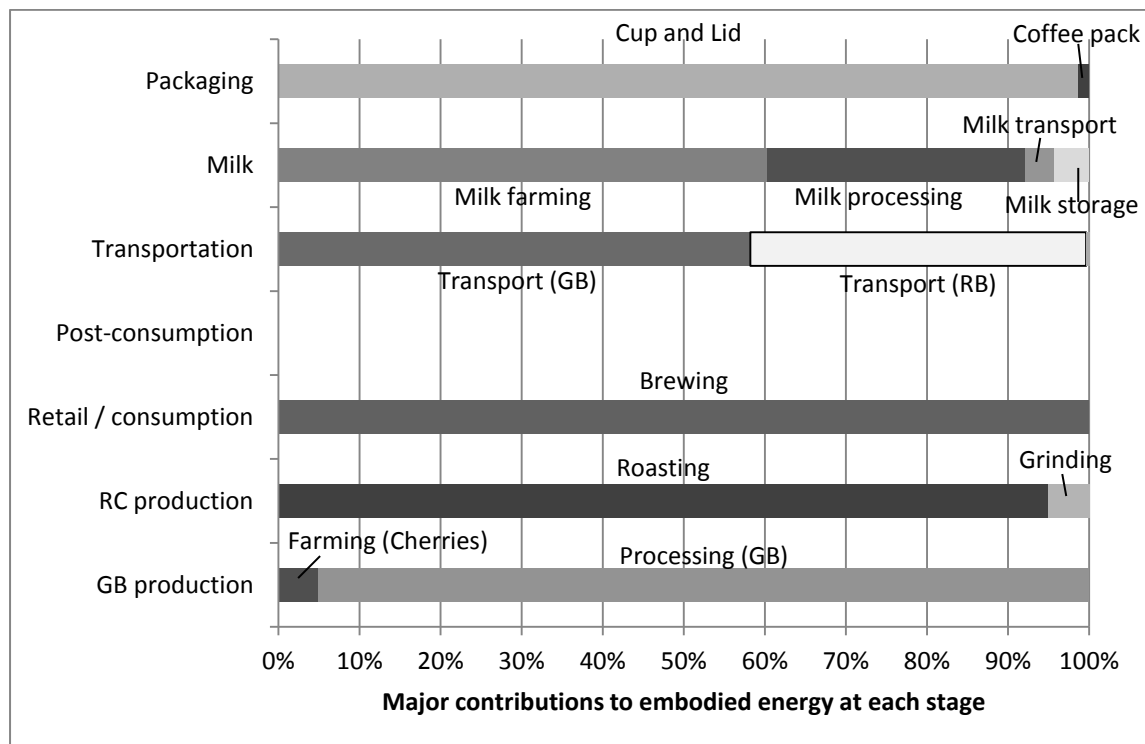 Cup and Lid
Coffee pack
Packaging
Milk transport
Milk
Milk farming
Milk processing
Milk storage
Transportation
Transport (GB)
Transport (RB)
Post-consumption
Brewing
Retail / consumption
Roasting
Grinding
RC production
Farming (Cherries)
Processing (GB)
GB production
0% 10% 20% 30% 40% 50% 60% 70% 80% 90% 100%
Major contributions to embodied energy at each stage